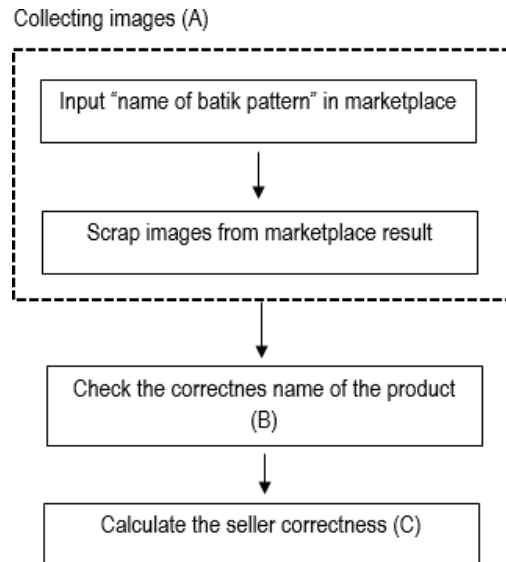 Collecting images (A)
Input “name of batik pattern” in marketplace
Scrap images from marketplace result
Check the correctnes name of the product
(B)
Calculate the seller correctness (C)